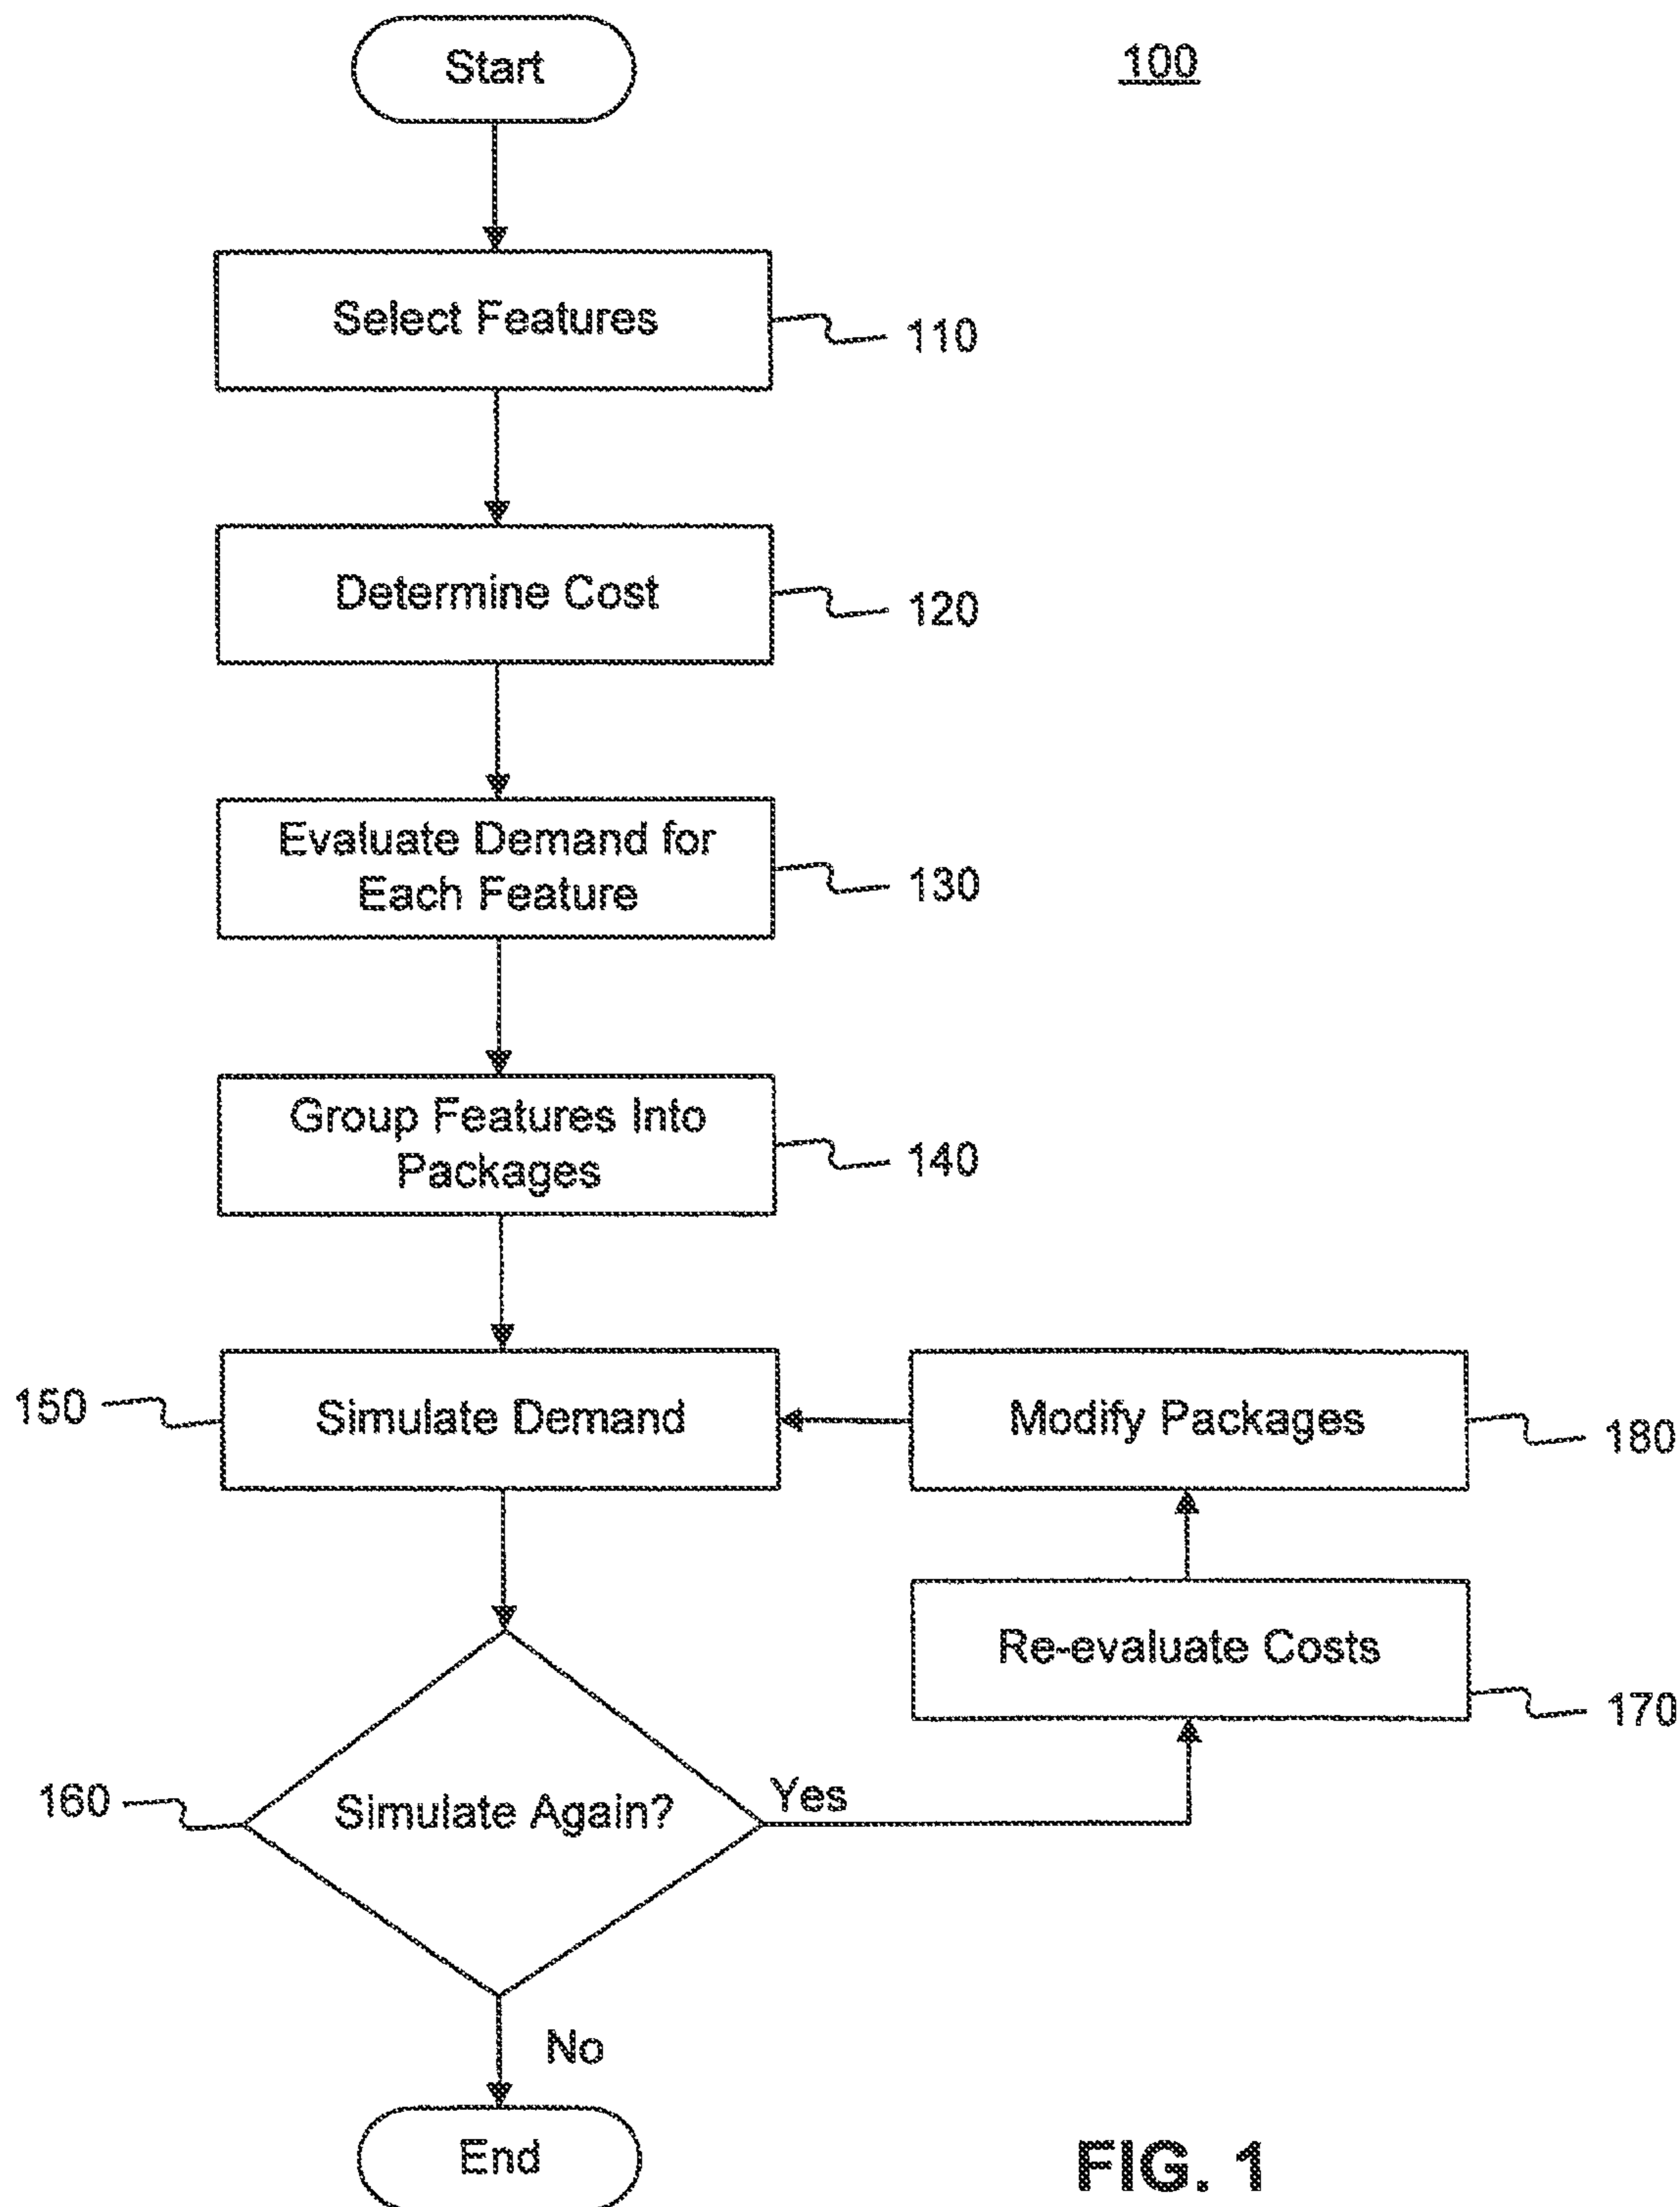 Start
100
Select Features
110
Determine Cost
120
Evaluate Demand for
Each Feature
130
Group Features Into
Packages
140
150
Simulate Demand
Modify Packages
180
Re-evaluate Costs
170
160
Simulate Again?
Yes
No
End
FIG. 1